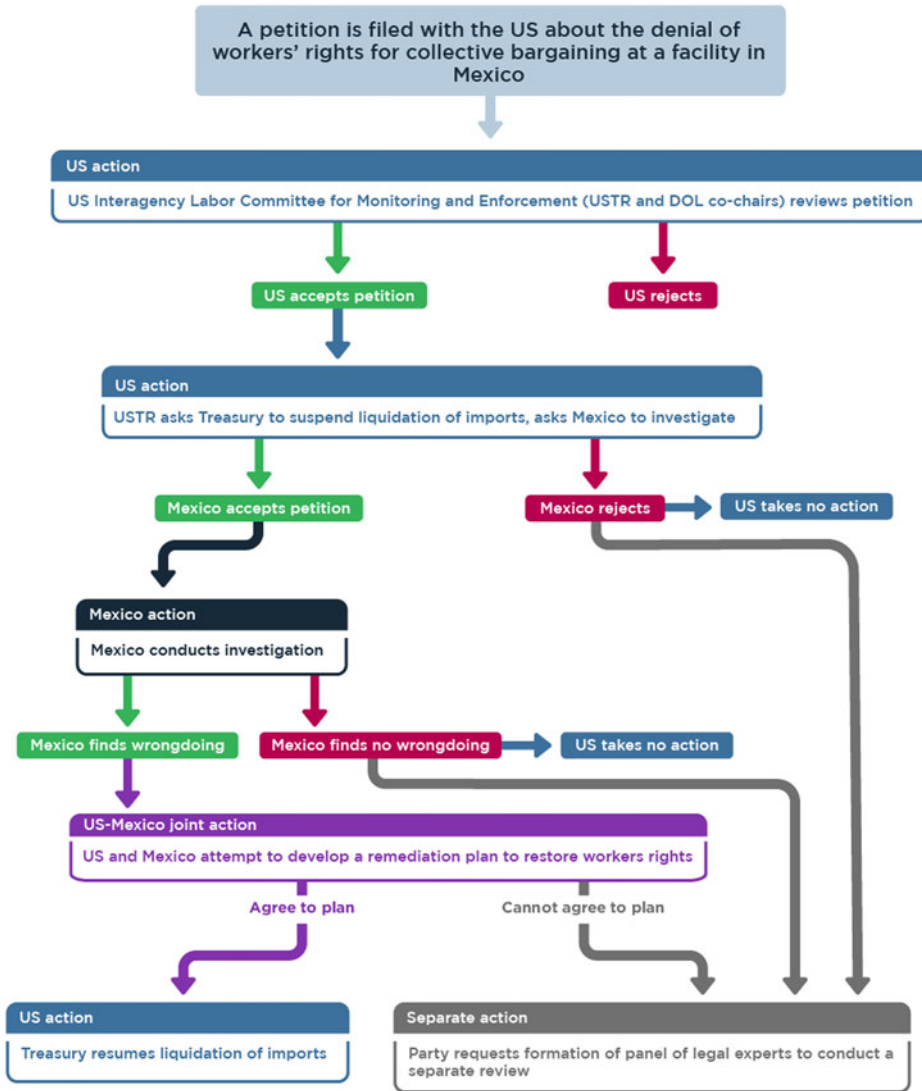 A petition is filed with the US about the denial of
workers' rights for collective bargaining at a facility in
Mexico
US action
US Interagency Labor Committee for Monitoring and Enforcement (USTR and DOL co-chairs) reviews petition
US accepts petition
US rejects
US action
USTR asks Treasury to suspend liquidation of imports, asks Mexico to investigate
Mexico accepts petition
Mexico rejects
US takes no action
Mexico action
Mexico conducts investigation
Mexico finds wrongdoing
Mexico finds no wrongdoing
US takes no action
US-Mexico joint action
US and Mexico attempt to develop a remediation plan to restore workers rights
Agree to plan
Cannot agree to plan
US action
Treasury resumes liquidation of imports
Separate action
Party requests formation of panel of legal experts to conduct a
separate review